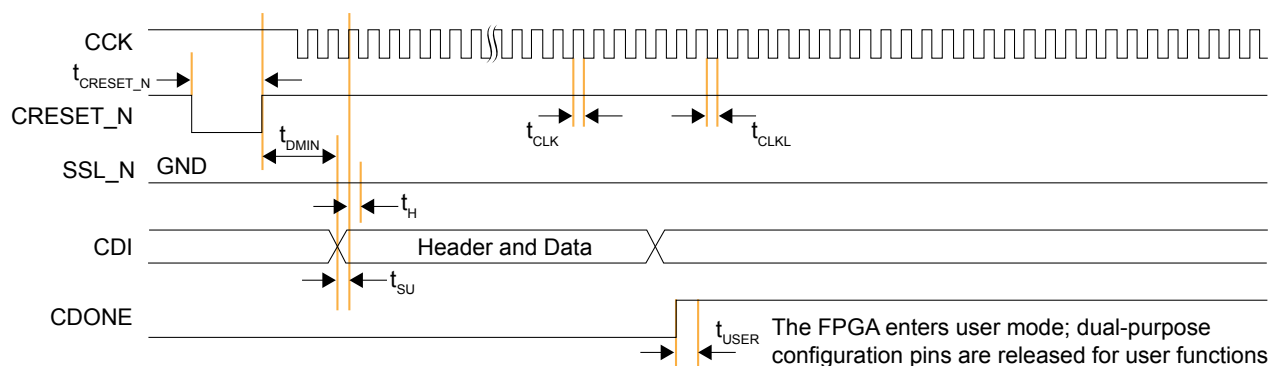 CCK
tCRESET_N
CRESET_N
tDMIN
tCLK
tCLKL
SSL_N GND
tH
CDI Header and Data
tSU
CDONE
tUSER
The FPGA enters user mode; dual-purpose
configuration pins are released for user functions